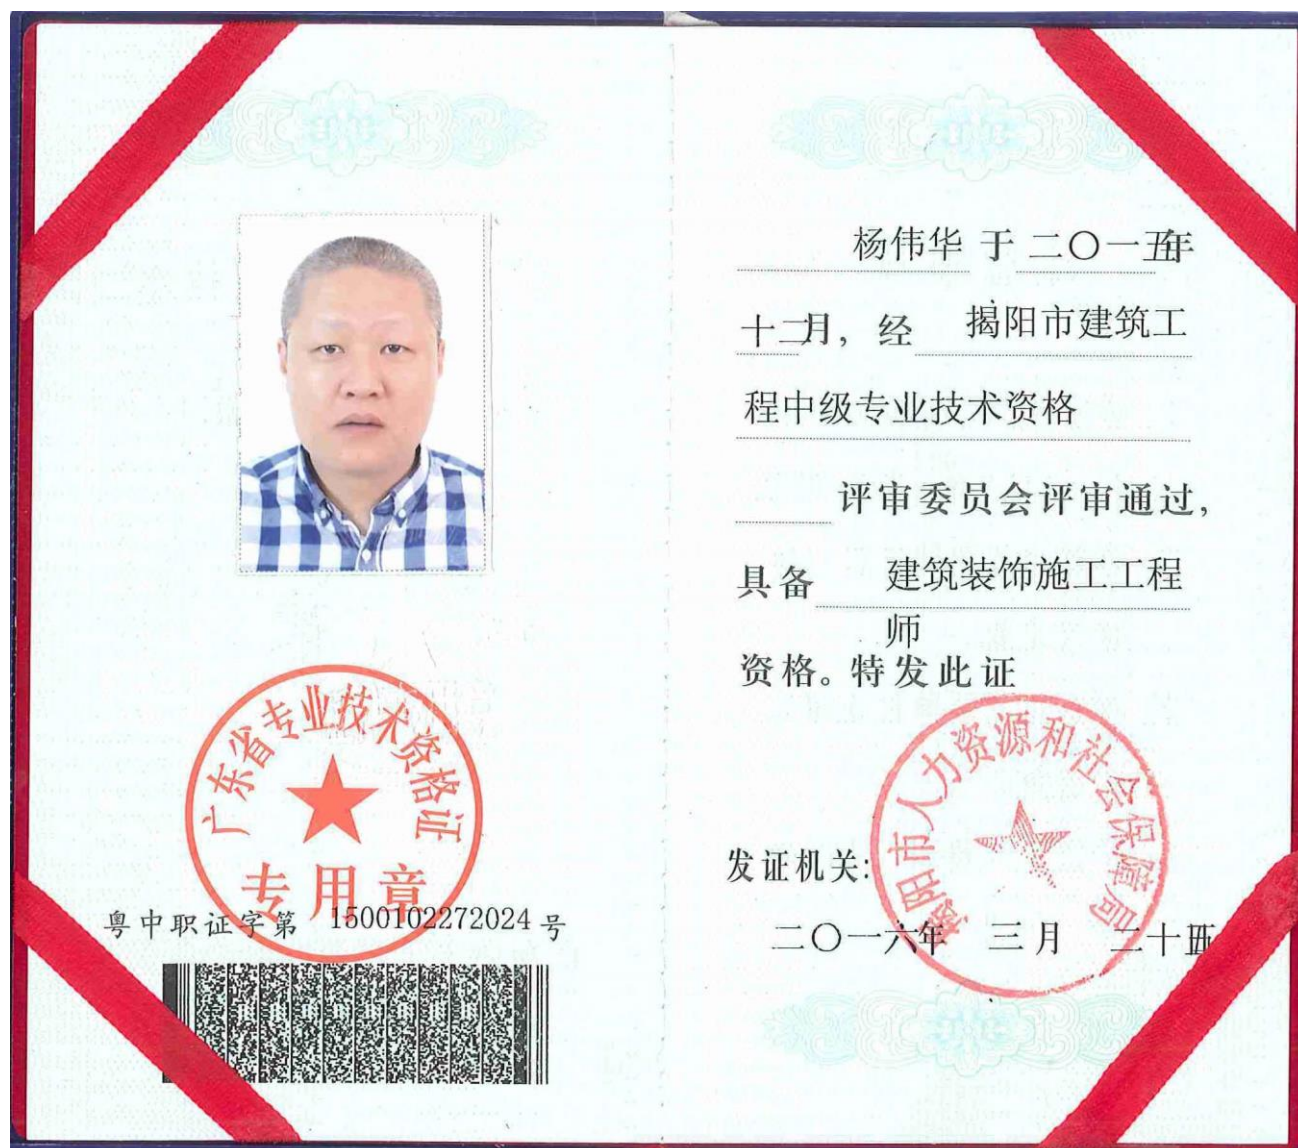 广东省专业技术资格证
专用章
粤中职证字第 1500102272024 号
杨伟华 于 二〇一五年
十二月, 经 揭阳市建筑工
程中级专业技术资格
评审委员会评审通过,
具备 建筑装饰施工工程
师
资格。特发此证
揭阳市人力资源和社会保障局
发证机关:
二〇一六年 三月 二十五